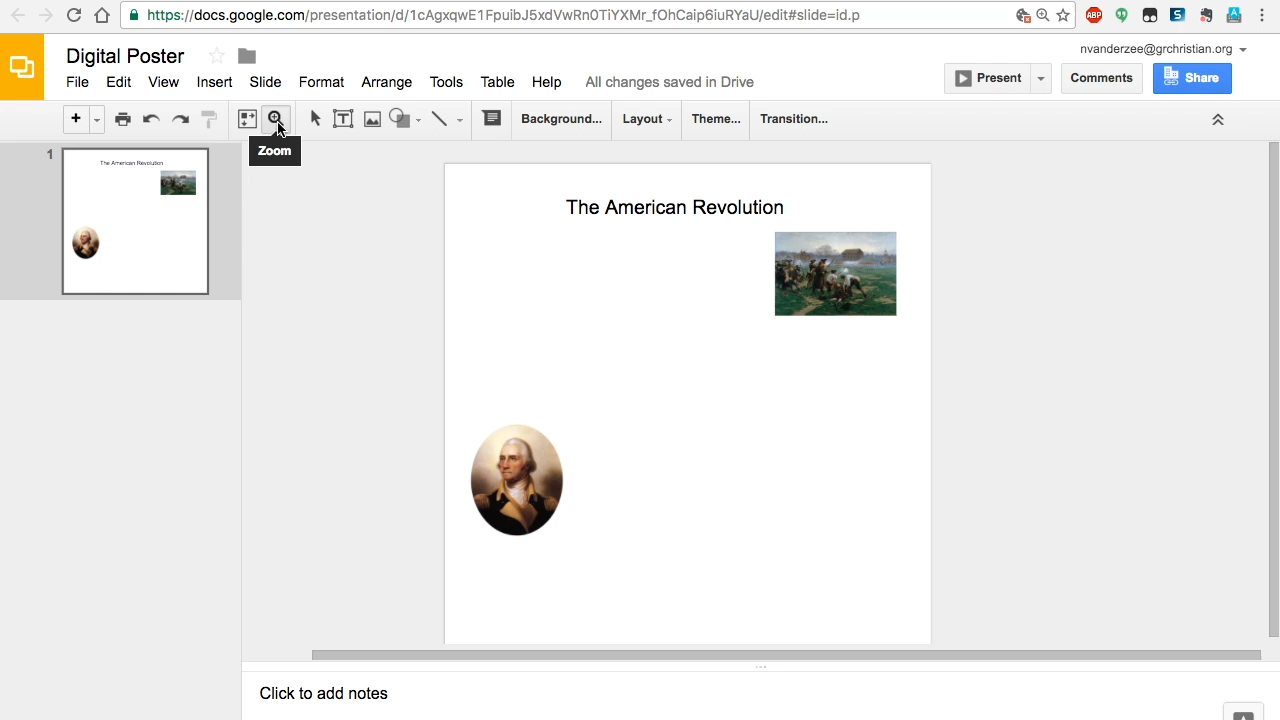 https://docs.google.com/presentation/d/1cAgxqwE1FpuibJ5xdVwRn0TiYXMr_fOhCaip6iuRYaU/edit#slide=id.p
ABP
Digital Poster
nvanderzee@grchristian.org
File Edit View Insert Slide Format Arrange Tools Table Help All changes saved in Drive
Present Comments Share
Background... Layout Theme... Transition...
Zoom
1
The American Revolution
The American Revolution
Click to add notes